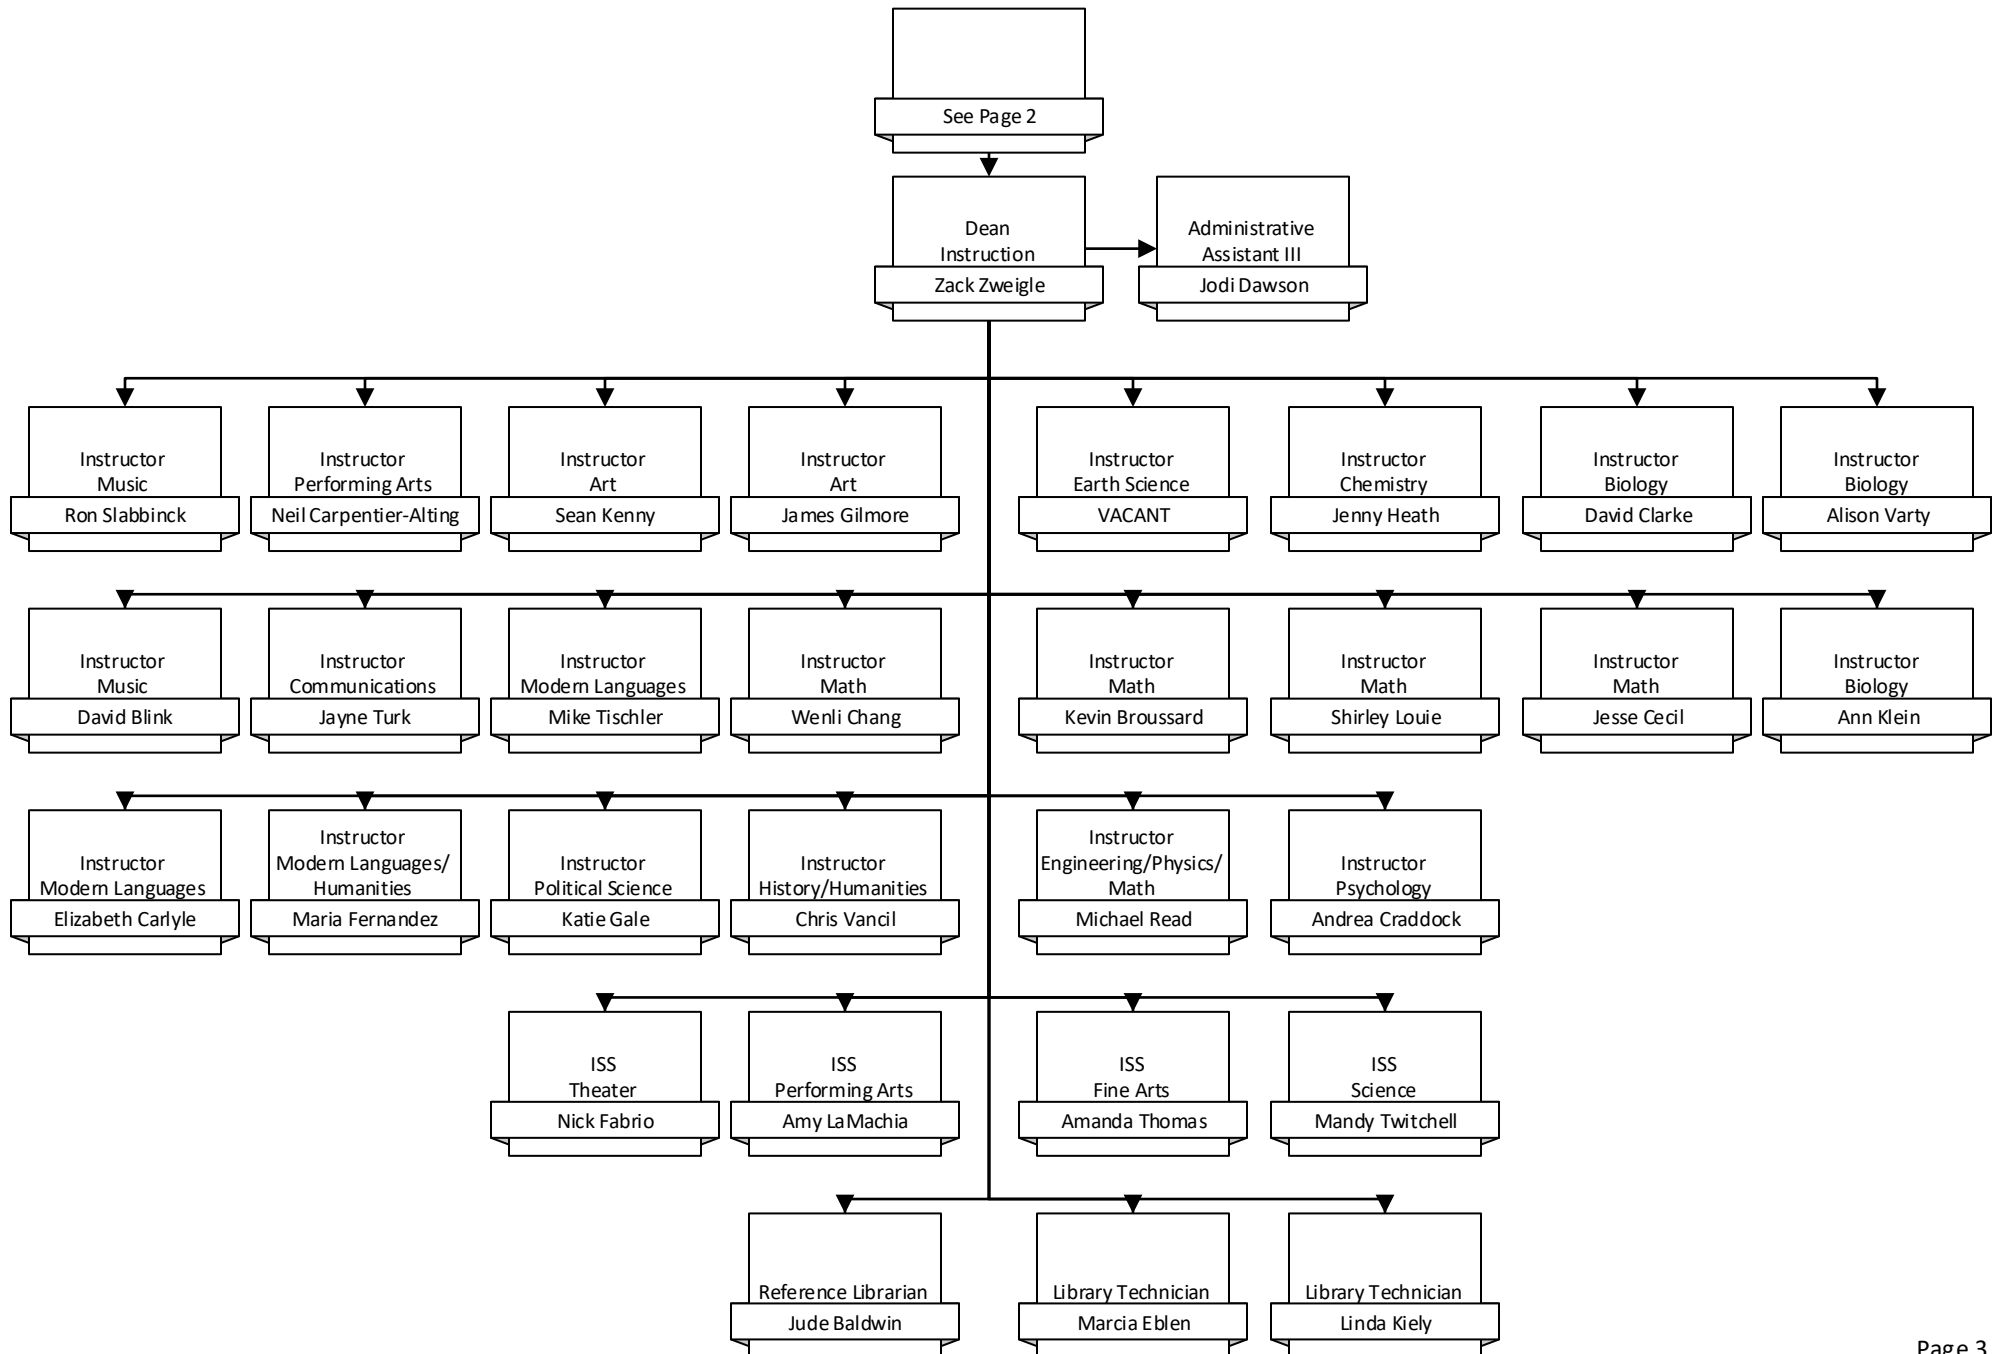 See Page 2
Dean
Instruction
Zack Zweigle
Administrative
Assistant III
Jodi Dawson
Instructor
Music
Ron Slabbinck
Instructor
Performing Arts
Neil Carpentier-Alting
Instructor
Art
Sean Kenny
Instructor
Art
James Gilmore
Instructor
Earth Science
VACANT
Instructor
Chemistry
Jenny Heath
Instructor
Biology
David Clarke
Instructor
Biology
Alison Varty
Instructor
Music
David Blink
Instructor
Communications
Jayne Turk
Instructor
Modern Languages
Mike Tischler
Instructor
Math
Wenli Chang
Instructor
Math
Kevin Broussard
Instructor
Math
Shirley Louie
Instructor
Math
Jesse Cecil
Instructor
Biology
Ann Klein
Instructor
Modern Languages
Elizabeth Carlyle
Instructor
Modern Languages/
Humanities
Maria Fernandez
Instructor
Political Science
Katie Gale
Instructor
History/Humanities
Chris Vancil
Instructor
Engineering/Physics/
Math
Michael Read
Instructor
Psychology
Andrea Craddock
ISS
Theater
Nick Fabrio
ISS
Performing Arts
Amy LaMachia
ISS
Fine Arts
Amanda Thomas
ISS
Science
Mandy Twitchell
Reference Librarian
Jude Baldwin
Library Technician
Marcia Eblen
Library Technician
Linda Kiely
Page 3